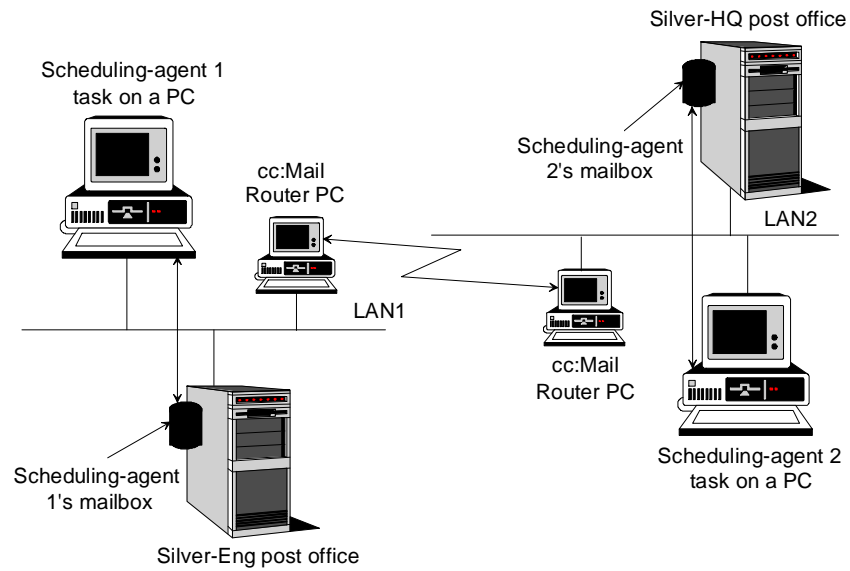 Silver-HQ post office
Scheduling-agent 1
task on a PC
cc:Mail
Router PC
Scheduling-agent
2's mailbox
LAN2
LAN1
cc:Mail
Router PC
Scheduling-agent 2
task on a PC
Scheduling-agent
1's mailbox
Silver-Eng post office